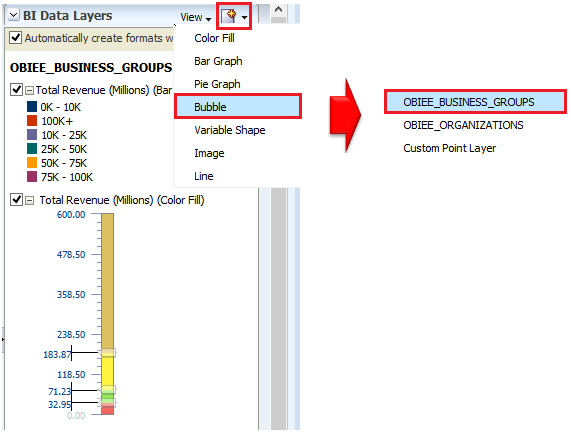 BI Data Layers
View
Automatically create formats w
OBIEE_BUSINESS_GROUPS
Total Revenue (Millions) (Bar
0K - 10K
100K+
10K - 25K
25K - 50K
50K - 75K
75K - 100K
Total Revenue (Millions) (Color Fill)
600.00
478.50
358.50
238.50
183.87
118.50
71.23
32.95
0.00
Color Fill
Bar Graph
Pie Graph
Bubble
Variable Shape
Image
Line
OBIEE_BUSINESS_GROUPS
OBIEE_ORGANIZATIONS
Custom Point Layer